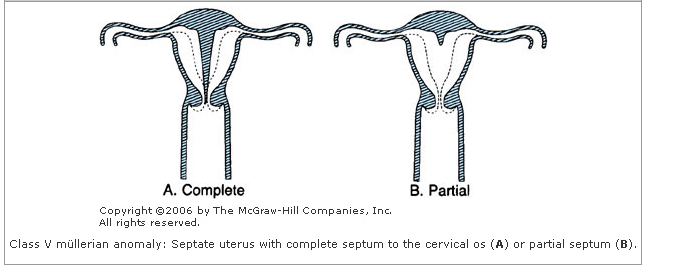 A. Complete
B. Partial
Copyright ©2006 by The McGraw-Hill Companies, Inc.
All rights reserved.
Class V müllerian anomaly: Septate uterus with complete septum to the cervical os (A) or partial septum (B).